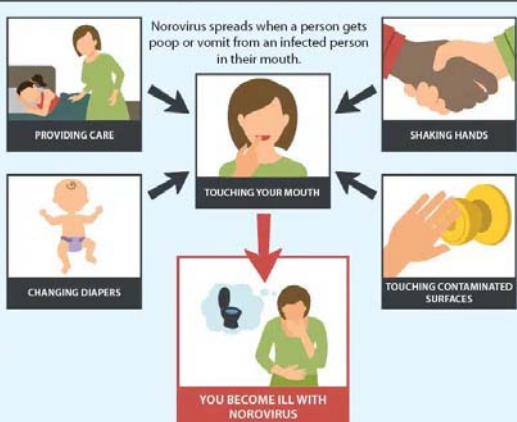 Norovirus spreads when a person gets
poop or vomit from an infected person
in their mouth.
PROVIDING CARE
SHAKING HANDS
TOUCHING YOUR MOUTH
CHANGING DIAPERS
TOUCHING CONTAMINATED
SURFACES
YOU BECOME ILL WITH
NOROVIRUS